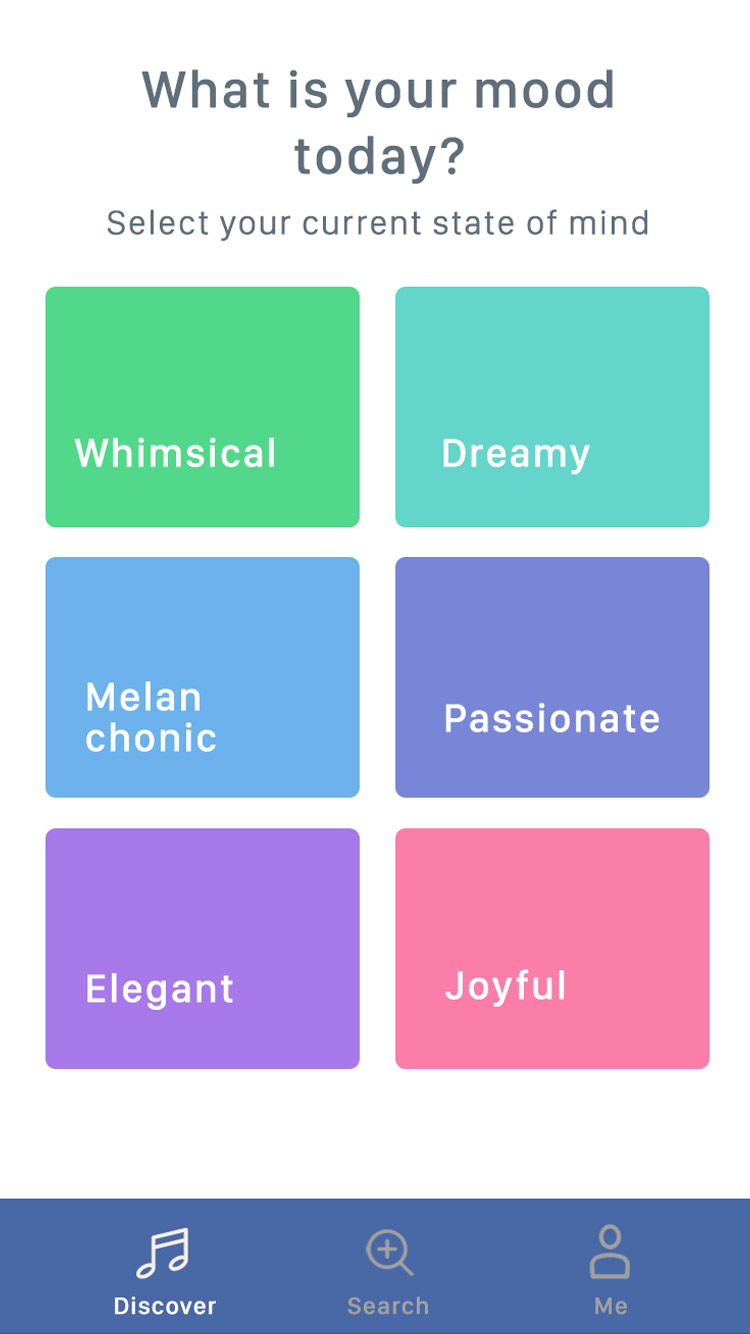 What is your mood
today?
Select your current state of mind
Whimsical
Dreamy
Melan
chonic
Passionate
Elegant
Joyful
Discover
Search
Me